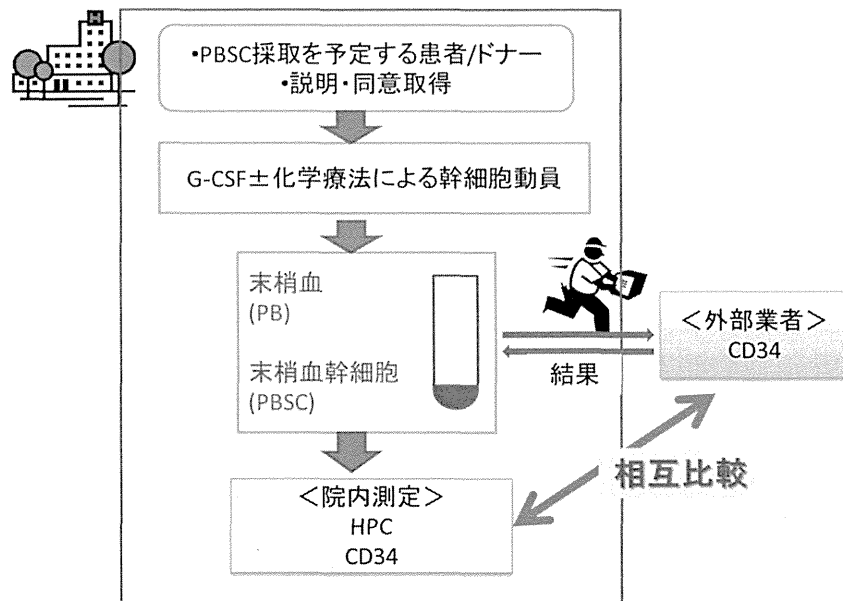 H
•PBSC採取を予定する患者/ドナー
•説明・同意取得
G-CSF±化学療法による幹細胞動員
末梢血
(PB)
末梢血幹細胞
(PBSC)
結果
＜外部業者＞
CD34
相互比較
＜院内測定＞
HPC
CD34